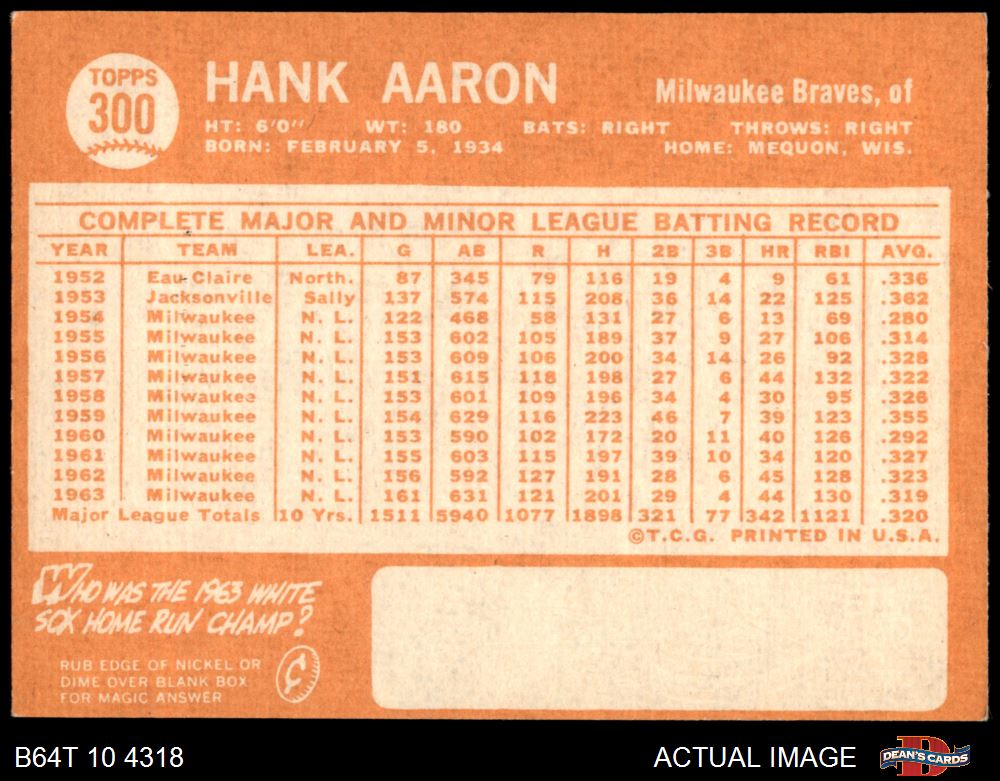 TOPPS
300
HANK AARON
Milwaukee Braves, of
HT: 6'0" WT: 180 BATS: RIGHT THROWS: RIGHT
BORN: FEBRUARY 5, 1934 HOME: MEQUON, WIS.
COMPLETE MAJOR AND MINOR LEAGUE BATTING RECORD
YEAR TEAM LEA. G AB R H 2B 3B HR RBI AVG.
1952 Eau Claire North. 87 345 79 116 19 4 9 61 .336
1953 Jacksonville Sally 137 574 115 208 36 14 22 125 .362
1954 Milwaukee N. L. 122 468 58 131 27 6 13 69 .280
1955 Milwaukee N. L. 153 602 105 189 37 9 27 106 .314
1956 Milwaukee N. L. 153 609 106 200 34 14 26 92 .328
1957 Milwaukee N. L. 151 615 118 198 27 6 44 132 .322
1958 Milwaukee N. L. 153 601 109 196 34 4 30 95 .326
1959 Milwaukee N. L. 154 629 116 223 46 7 39 123 .355
1960 Milwaukee N. L. 153 590 102 172 20 11 40 126 .292
1961 Milwaukee N. L. 155 603 115 197 39 10 34 120 .327
1962 Milwaukee N. L. 156 592 127 191 28 6 45 128 .323
1963 Milwaukee N. L. 161 631 121 201 29 4 44 130 .319
Major League Totals 10 Yrs. 1511 5940 1077 1898 321 77 342 1121 .320
©T.C.G. PRINTED IN U.S.A.
WHO WAS THE 1963 WHITE
SOX HOME RUN CHAMP?
RUB EDGE OF NICKEL OR
DIME OVER BLANK BOX
FOR MAGIC ANSWER
¢
B64T 10 4318
ACTUAL IMAGE
DEAN'S CARDS